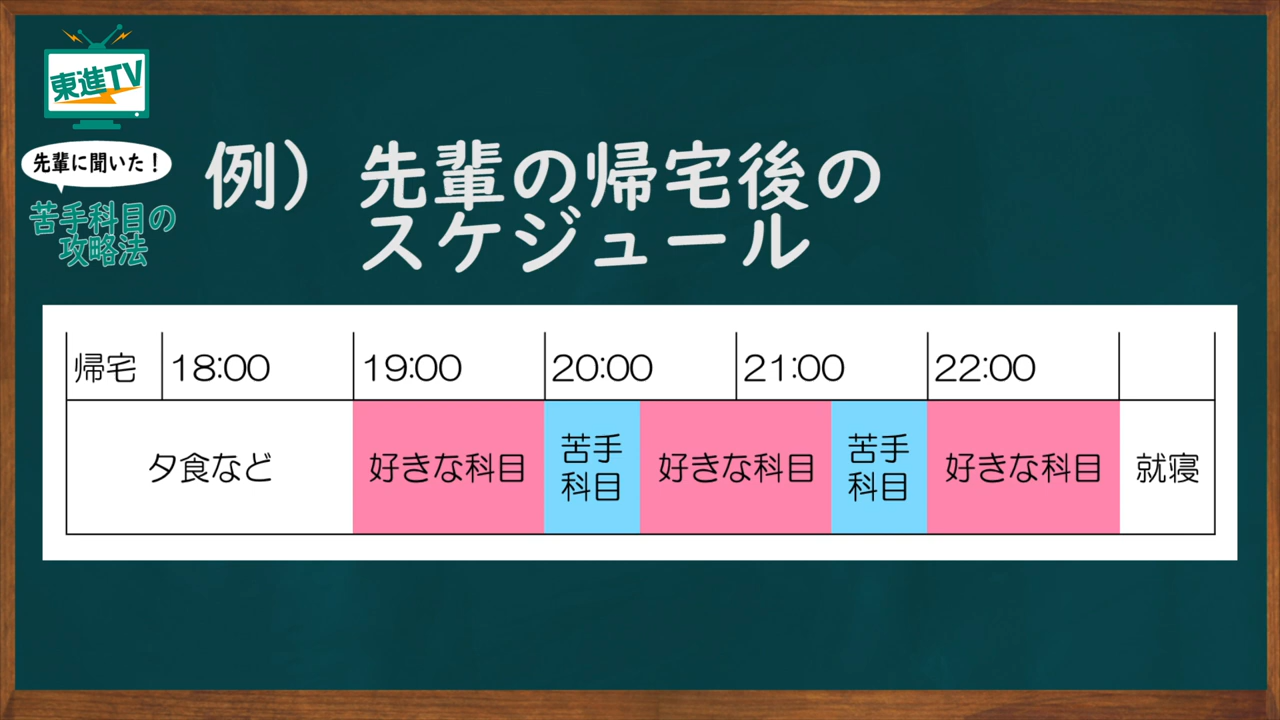 東進TV
先輩に聞いた！
苦手科目の
攻略法
例）先輩の帰宅後の
スケジュール
帰宅 18:00 19:00 20:00 21:00 22:00
夕食など 好きな科目 苦手 好きな科目 苦手 好きな科目 就寝
科目 科目